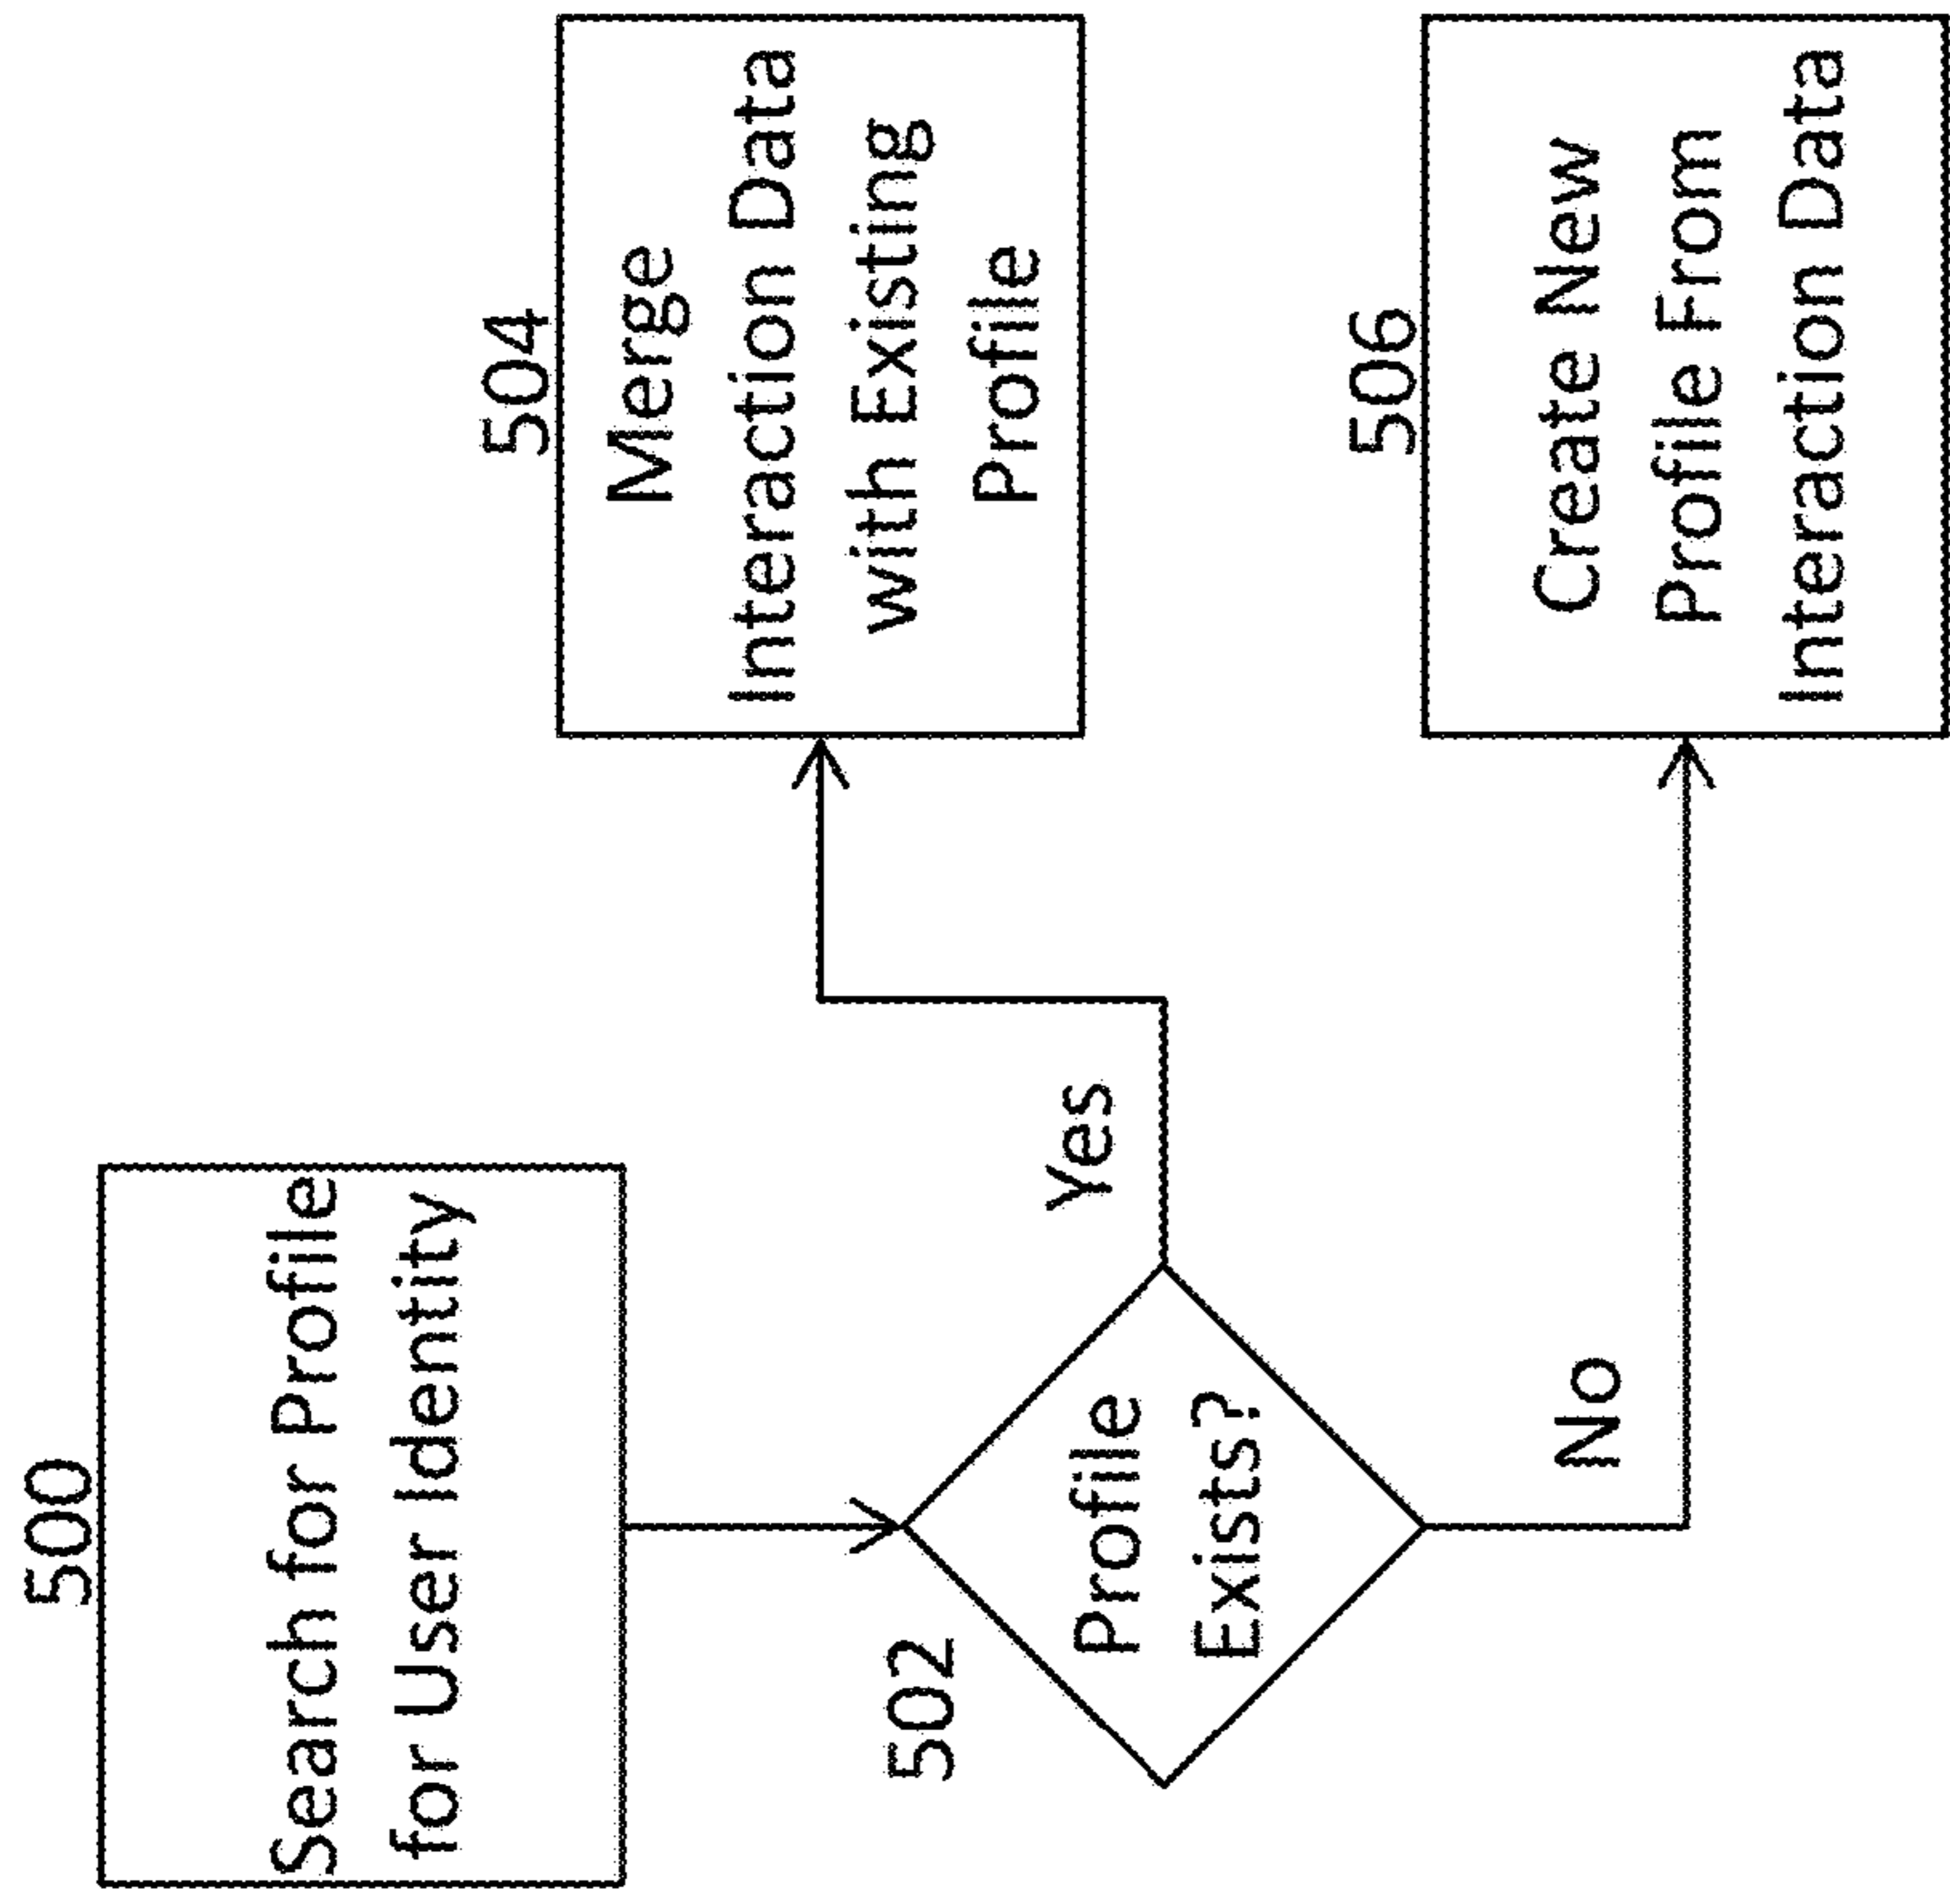 500
Search for Profile
for User Identity
502
Profile
Exists?
Yes
No
504
Merge
Interaction Data
with Existing
Profile
506
Create New
Profile From
Interaction Data